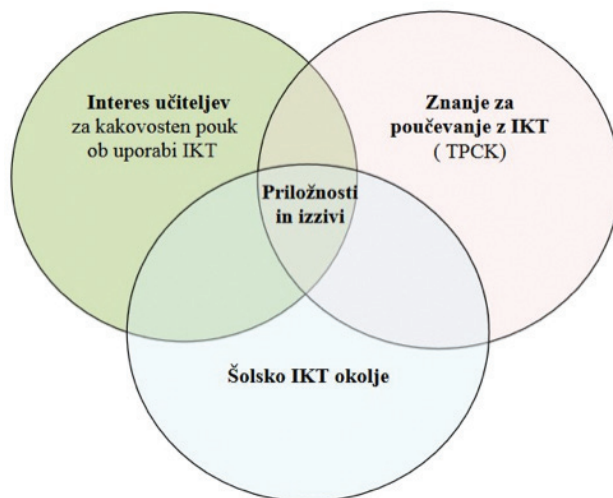 Interes učiteljev
za kakovosten pouk
ob uporabi IKT
Znanje za
poučevanje z IKT
( TPCK)
Priložnosti
in izzivi
Šolsko IKT okolje